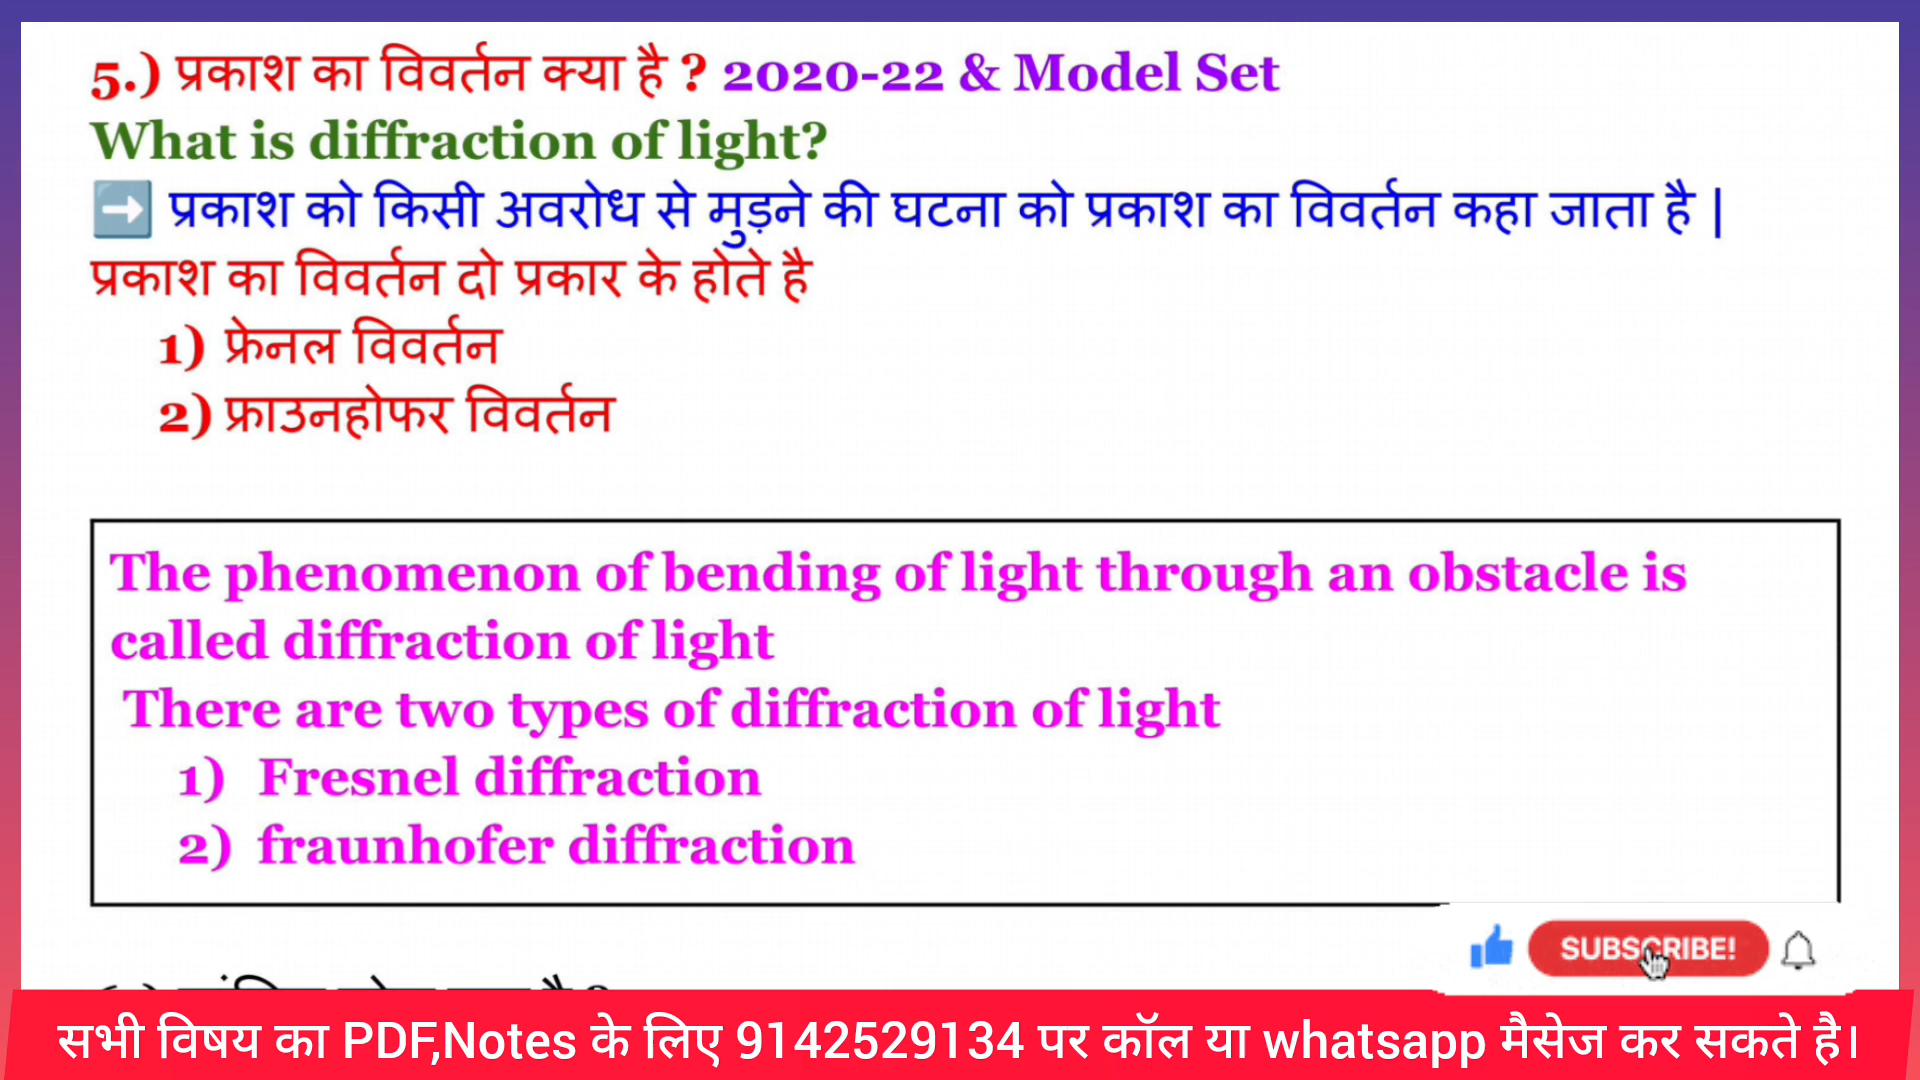 5.) प्रकाश का विवर्तन क्या है ? 2020-22 & Model Set
What is diffraction of light?
➡ प्रकाश को किसी अवरोध से मुड़ने की घटना को प्रकाश का विवर्तन कहा जाता है |
प्रकाश का विवर्तन दो प्रकार के होते है
1) फ्रेनल विवर्तन
2) फ्राउनहोफर विवर्तन
The phenomenon of bending of light through an obstacle is
called diffraction of light
There are two types of diffraction of light
1) Fresnel diffraction
2) fraunhofer diffraction
SUBSCRIBE!
सभी विषय का PDF,Notes के लिए 9142529134 पर कॉल या whatsapp मैसेज कर सकते है।